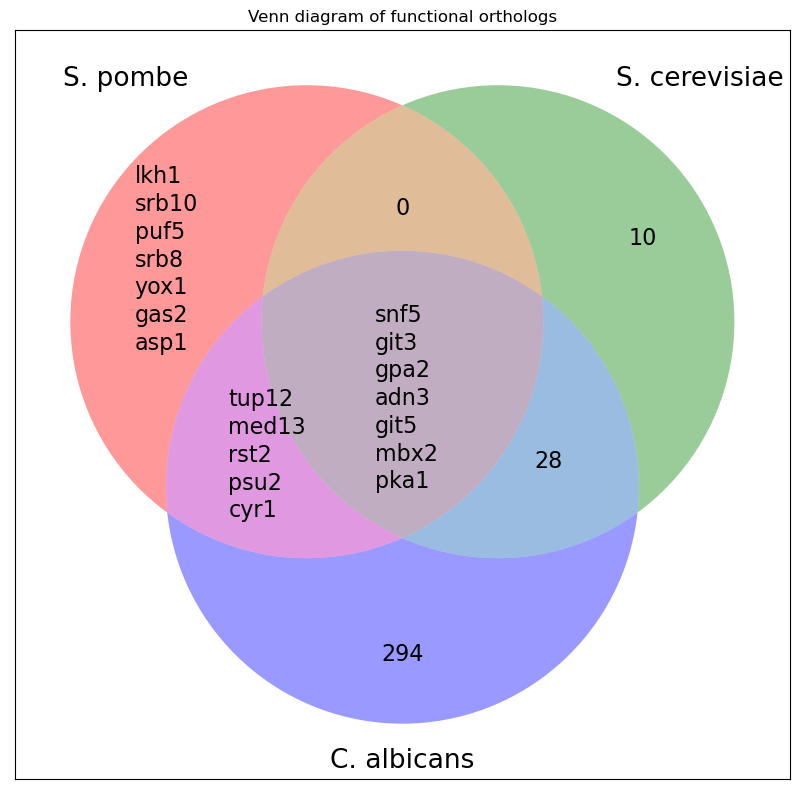 Venn diagram of functional orthologs
S. pombe
S. cerevisiae
lkh1
srb10
puf5
srb8
yox1
gas2
asp1
0
10
snf5
git3
gpa2
adn3
git5
mbx2
pka1
tup12
med13
rst2
psu2
cyr1
28
294
C. albicans